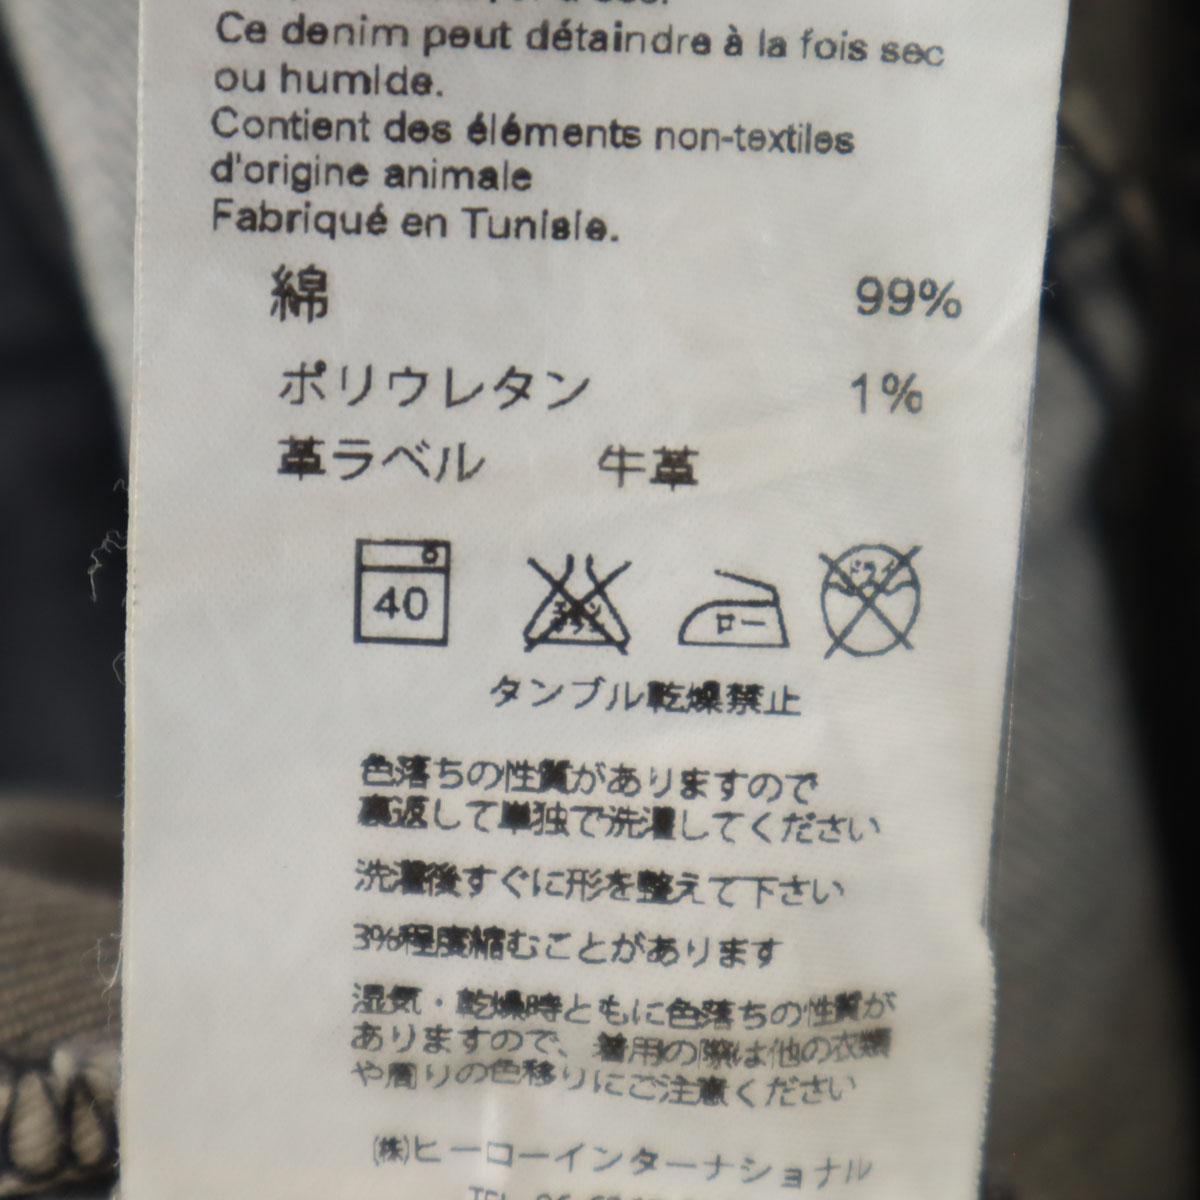 Ce denim peut détaindre à la fois sec
ou humide.
Contient des éléments non-textiles
d'origine animale
Fabriqué en Tunisie.
綿 99%
ポリウレタン 1%
革ラベル 牛革
40
ロー
ドライ
タンブル乾燥禁止
色落ちの性質がありますので
裏返して単独で洗濯してください
洗濯後すぐに形を整えて下さい
3%程度縮むことがあります
湿気・乾燥時ともに色落ちの性質が
ありますので、着用の際は他の衣類
や周りの色移りにご注意ください
(株)ヒーローインターナショナル